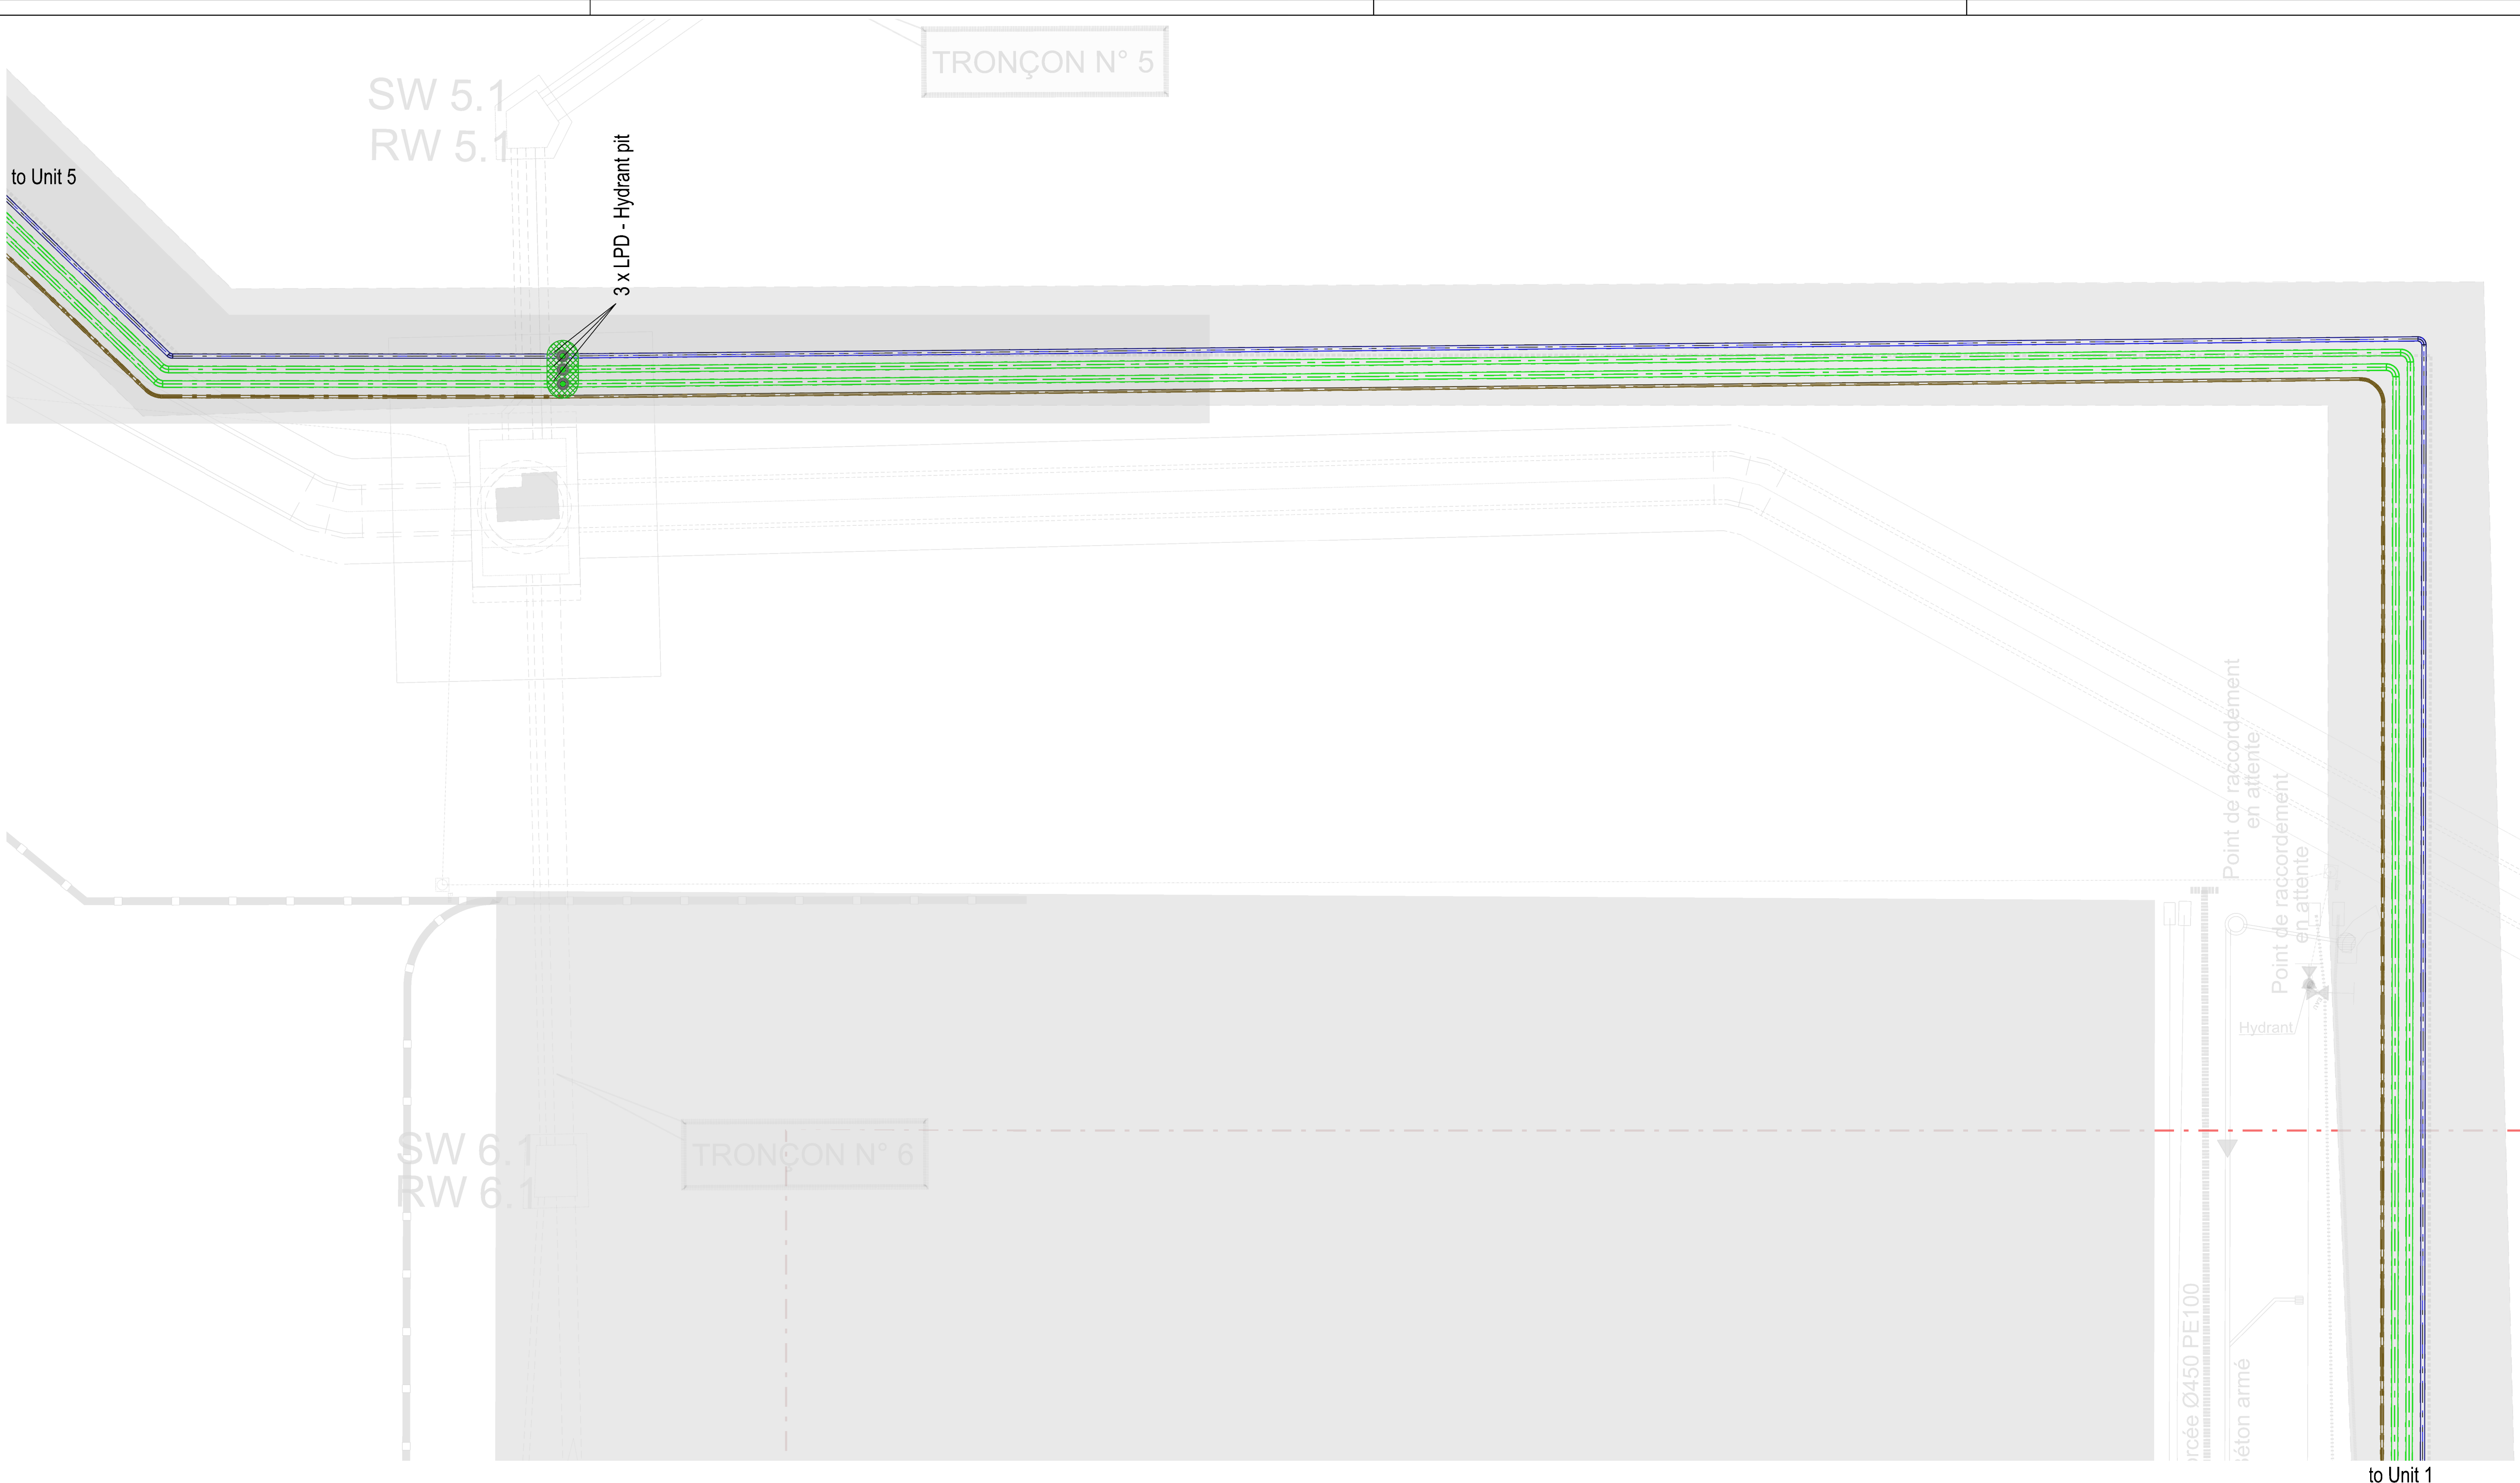 TRONÇON N° 5
SW 5.1
RW 5.1
to Unit 5
3 x LPD - Hydrant pit
Point de raccordement
en attente
Point de raccordement
en attente
Hydrant
SW 6.1
RW 6.1
TRONÇON N° 6
Ø450 PE100
armé
to Unit 1